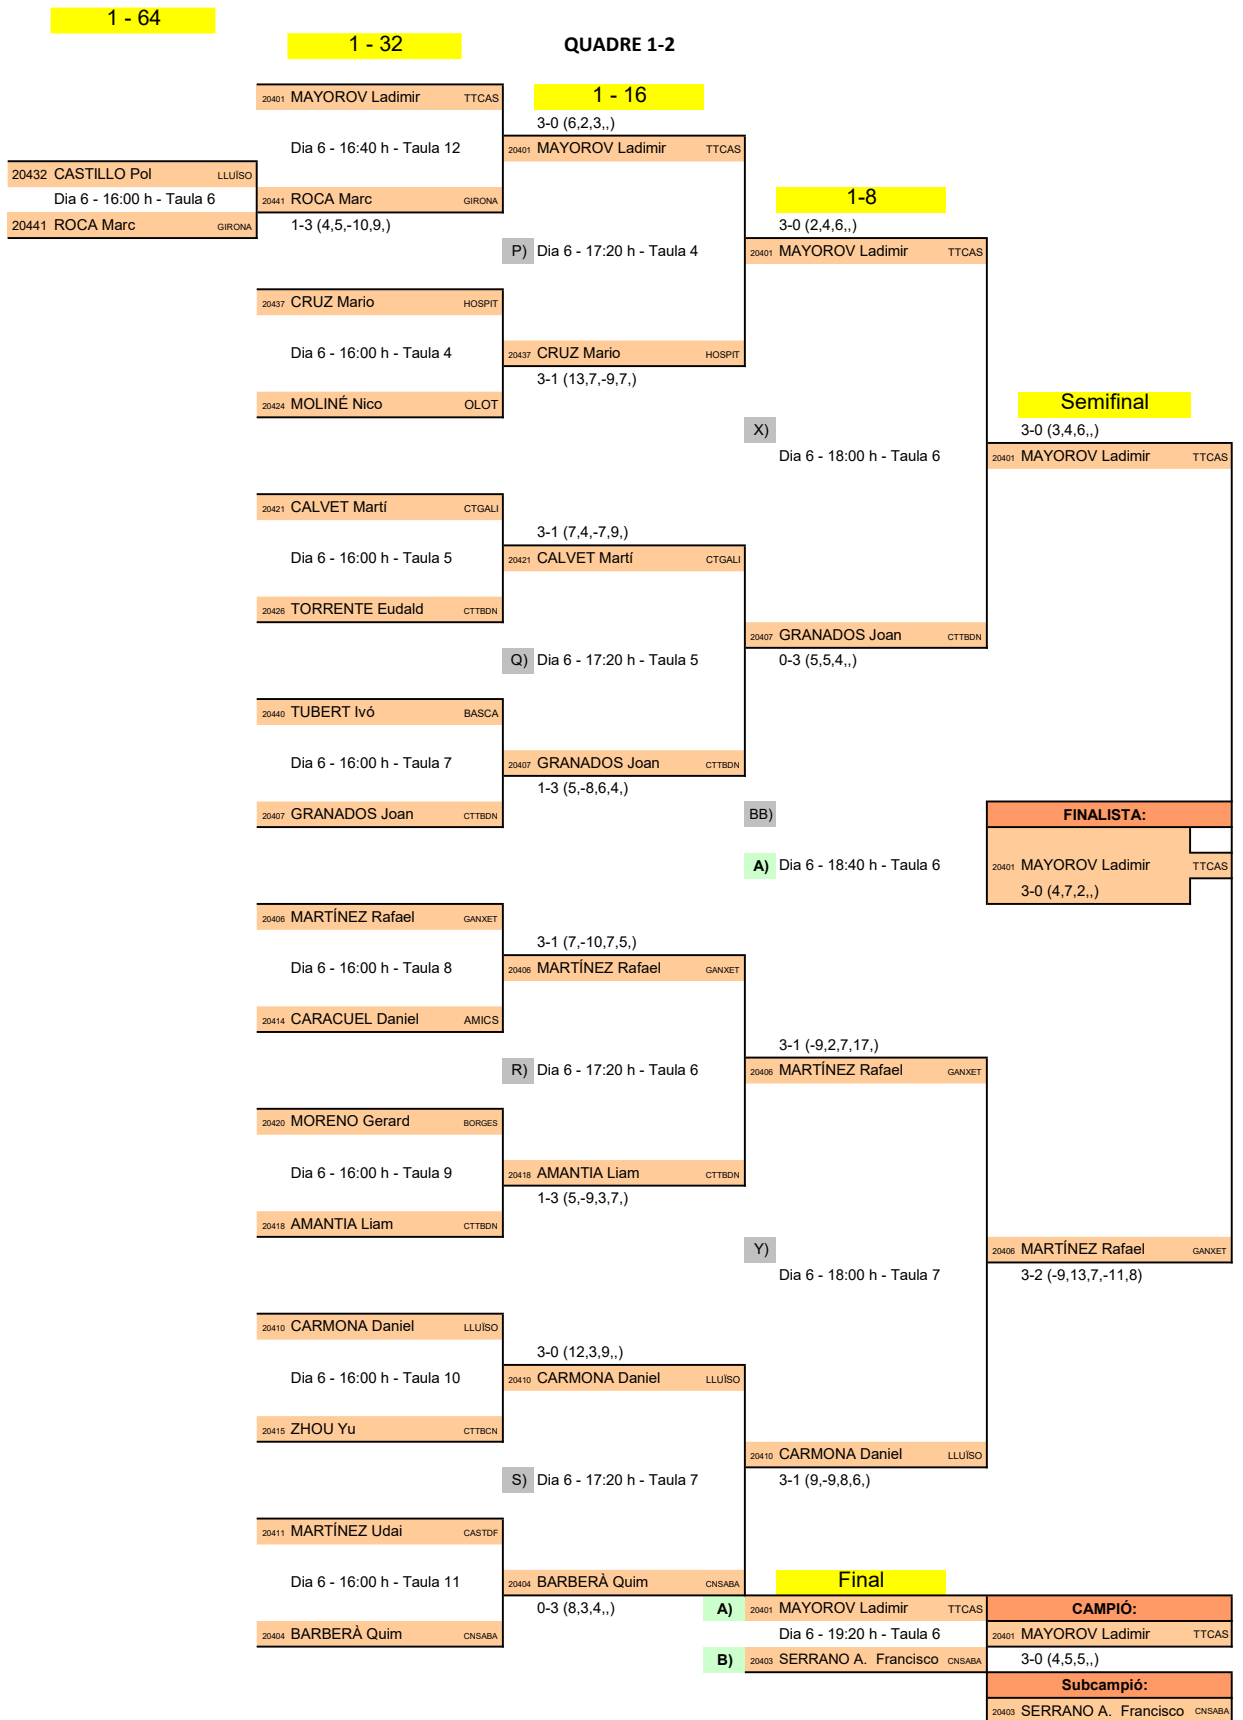 1 - 64
1 - 32
QUADRE 1-2
20401 MAYOROV Ladimir TTCAS
1 - 16
3-0 (6,2,3,,)
Dia 6 - 16:40 h - Taula 12
20401 MAYOROV Ladimir TTCAS
20432 CASTILLO Pol LLUÏSO
Dia 6 - 16:00 h - Taula 6
20441 ROCA Marc GIRONA
1-8
20441 ROCA Marc GIRONA
1-3 (4,5,-10,9,)
3-0 (2,4,6,,)
P) Dia 6 - 17:20 h - Taula 4
20401 MAYOROV Ladimir TTCAS
20437 CRUZ Mario HOSPIT
Dia 6 - 16:00 h - Taula 4
20437 CRUZ Mario HOSPIT
3-1 (13,7,-9,7,)
20424 MOLINÉ Nico OLOT
Semifinal
X)
3-0 (3,4,6,,)
Dia 6 - 18:00 h - Taula 6
20401 MAYOROV Ladimir TTCAS
20421 CALVET Martí CTGALI
3-1 (7,4,-7,9,)
Dia 6 - 16:00 h - Taula 5
20421 CALVET Martí CTGALI
20426 TORRENTE Eudald CTTBDN
20407 GRANADOS Joan CTTBDN
Q) Dia 6 - 17:20 h - Taula 5
0-3 (5,5,4,,)
20440 TUBERT Ivó BASCA
Dia 6 - 16:00 h - Taula 7
20407 GRANADOS Joan CTTBDN
1-3 (5,-8,6,4,)
20407 GRANADOS Joan CTTBDN
BB)
FINALISTA:
A) Dia 6 - 18:40 h - Taula 6
20401 MAYOROV Ladimir TTCAS
3-0 (4,7,2,,)
20406 MARTÍNEZ Rafael GANXET
3-1 (7,-10,7,5,)
Dia 6 - 16:00 h - Taula 8
20406 MARTÍNEZ Rafael GANXET
20414 CARACUEL Daniel AMICS
3-1 (-9,2,7,17,)
R) Dia 6 - 17:20 h - Taula 6
20406 MARTÍNEZ Rafael GANXET
20420 MORENO Gerard BORGES
Dia 6 - 16:00 h - Taula 9
20418 AMANTIA Liam CTTBDN
1-3 (5,-9,3,7,)
20418 AMANTIA Liam CTTBDN
Y)
20406 MARTÍNEZ Rafael GANXET
Dia 6 - 18:00 h - Taula 7
3-2 (-9,13,7,-11,8)
20410 CARMONA Daniel LLUÏSO
3-0 (12,3,9,,)
Dia 6 - 16:00 h - Taula 10
20410 CARMONA Daniel LLUÏSO
20415 ZHOU Yu CTTBCN
20410 CARMONA Daniel LLUÏSO
S) Dia 6 - 17:20 h - Taula 7
3-1 (9,-9,8,6,)
20411 MARTÍNEZ Udai CASTDF
Dia 6 - 16:00 h - Taula 11
20404 BARBERÀ Quim CNSABA
Final
0-3 (8,3,4,,)
A) 20401 MAYOROV Ladimir TTCAS
CAMPIÓ:
20404 BARBERÀ Quim CNSABA
Dia 6 - 19:20 h - Taula 6
20401 MAYOROV Ladimir TTCAS
B) 20403 SERRANO A. Francisco CNSABA
3-0 (4,5,5,,)
Subcampió:
20403 SERRANO A. Francisco CNSABA